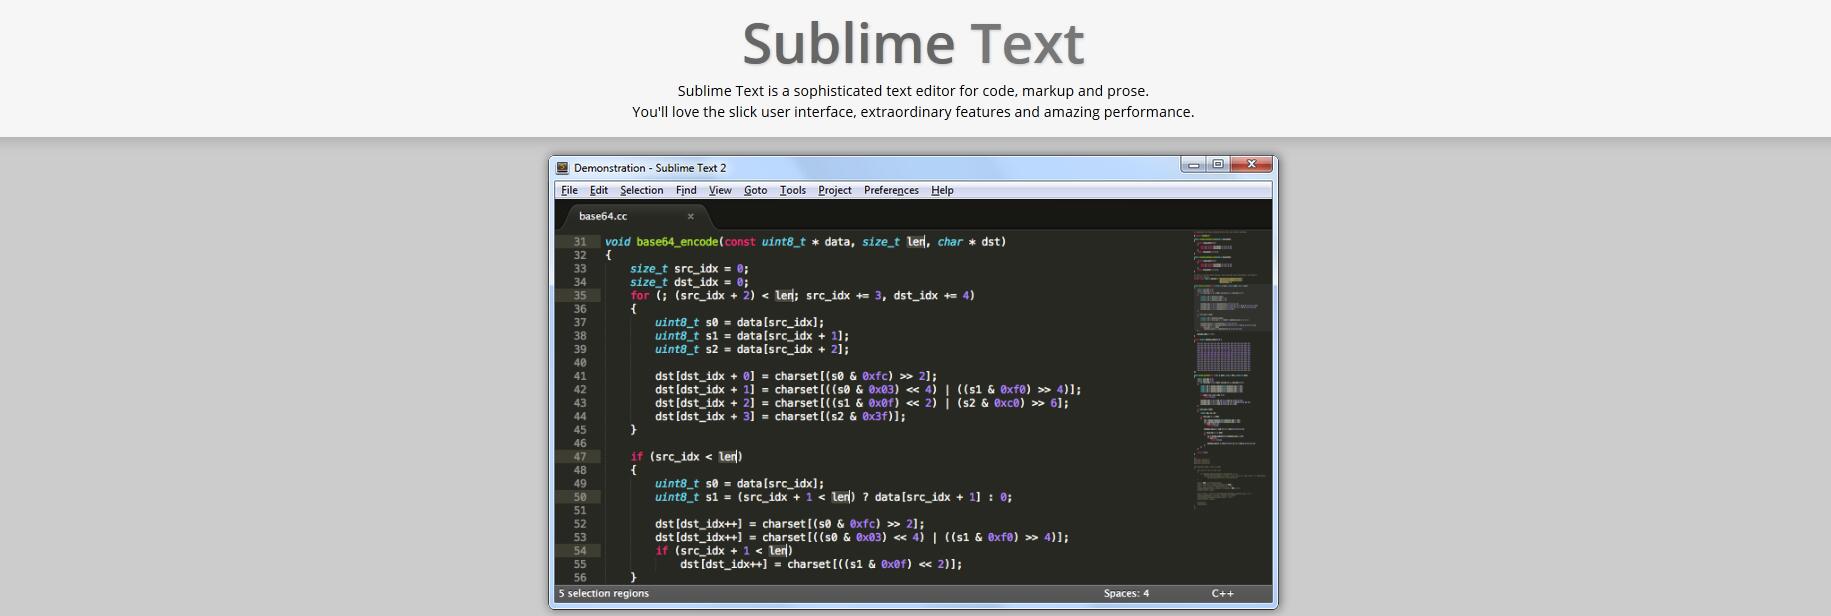 Sublime Text
Sublime Text is a sophisticated text editor for code, markup and prose.
You'll love the slick user interface, extraordinary features and amazing performance.
Demonstration - Sublime Text 2
File Edit Selection Find View Goto Tools Project Preferences Help
base64.cc ×
31 void base64_encode(const uint8_t * data, size_t len, char * dst)
32 {
33 size_t src_idx = 0;
34 size_t dst_idx = 0;
35 for (; (src_idx + 2) < len; src_idx += 3, dst_idx += 4)
36 {
37 uint8_t s0 = data[src_idx];
38 uint8_t s1 = data[src_idx + 1];
39 uint8_t s2 = data[src_idx + 2];
40
41 dst[dst_idx + 0] = charset[(s0 & 0xfc) >> 2];
42 dst[dst_idx + 1] = charset[((s0 & 0x03) << 4) | ((s1 & 0xf0) >> 4)];
43 dst[dst_idx + 2] = charset[((s1 & 0x0f) << 2) | (s2 & 0xc0) >> 6];
44 dst[dst_idx + 3] = charset[(s2 & 0x3f)];
45 }
46
47 if (src_idx < len)
48 {
49 uint8_t s0 = data[src_idx];
50 uint8_t s1 = (src_idx + 1 < len) ? data[src_idx + 1] : 0;
51
52 dst[dst_idx++] = charset[(s0 & 0xfc) >> 2];
53 dst[dst_idx++] = charset[((s0 & 0x03) << 4) | ((s1 & 0xf0) >> 4)];
54 if (src_idx + 1 < len)
55 dst[dst_idx++] = charset[((s1 & 0x0f) << 2)];
56 }
5 selection regions Spaces: 4 C++